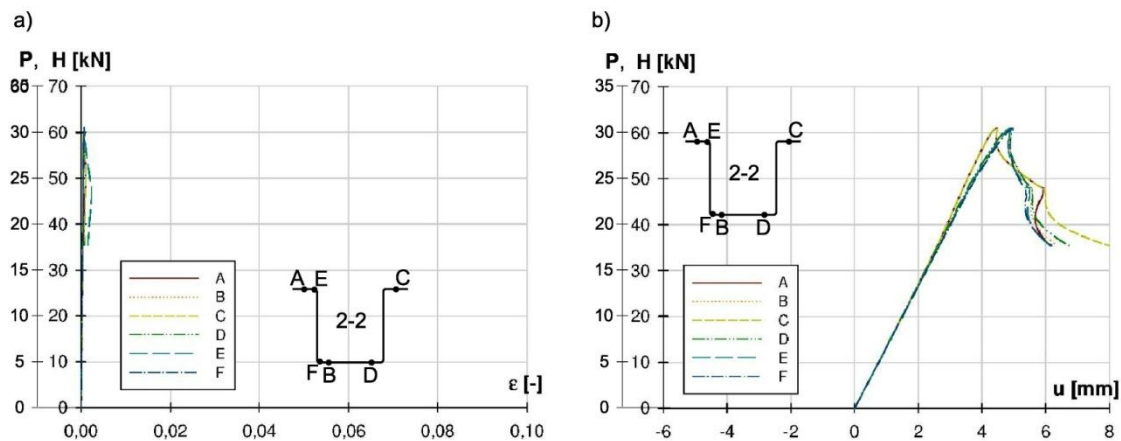 a)
P, H [kN]
70
30 60
25 50
20 40
15 30
10 20
5 10
0 0
0,00 0,02 0,04 0,06 0,08 0,10
ε [-]
A
B
C
D
E
F
A E C
2-2
F B D
b)
P, H [kN]
35 70
30 60
25 50
20 40
15 30
10 20
5 10
0 0
-6 -4 -2 0 2 4 6 8
u [mm]
A E C
2-2
F B D
A
B
C
D
E
F